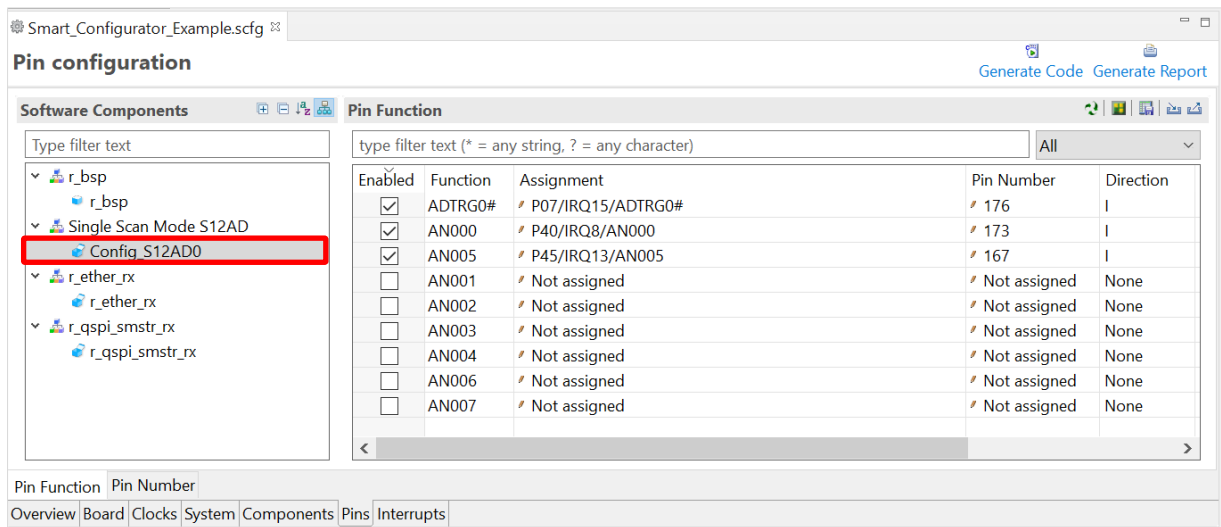 Smart_Configurator_Example.scfg
Pin configuration
Generate Code Generate Report
Software Components
Pin Function
Type filter text
type filter text (* = any string, ? = any character)
All
r_bsp
r_bsp
Single Scan Mode S12AD
Config_S12AD0
r_ether_rx
r_ether_rx
r_qspi_smstr_rx
r_qspi_smstr_rx
Enabled Function Assignment Pin Number Direction
ADTRG0# P07/IRQ15/ADTRG0# 176 I
AN000 P40/IRQ8/AN000 173 I
AN005 P45/IRQ13/AN005 167 I
AN001 Not assigned Not assigned None
AN002 Not assigned Not assigned None
AN003 Not assigned Not assigned None
AN004 Not assigned Not assigned None
AN006 Not assigned Not assigned None
AN007 Not assigned Not assigned None
Pin Function Pin Number
Overview Board Clocks System Components Pins Interrupts